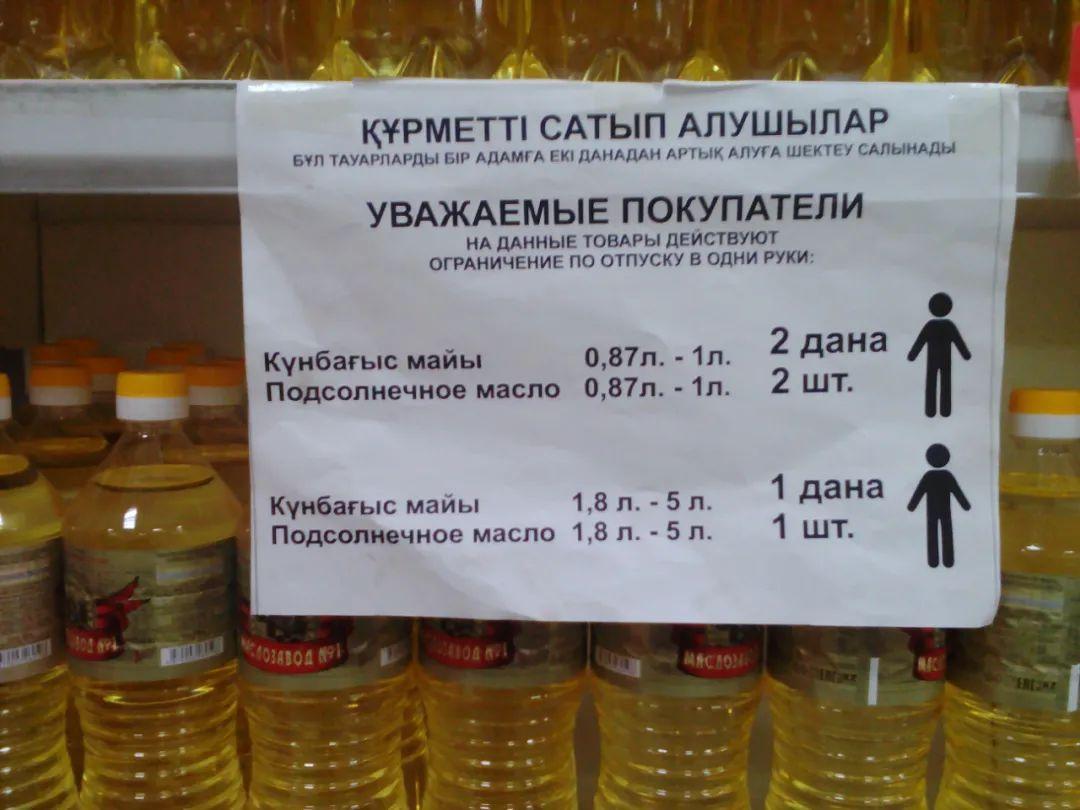 ҚҰРМЕТТІ САТЫП АЛУШЫЛАР
БҰЛ ТАУАРЛАРДЫ БІР АДАМҒА ЕКІ ДАНАДАН АРТЫҚ АЛУҒА ШЕКТЕУ САЛЫНАДЫ
УВАЖАЕМЫЕ ПОКУПАТЕЛИ
НА ДАННЫЕ ТОВАРЫ ДЕЙСТВУЮТ
ОГРАНИЧЕНИЕ ПО ОТПУСКУ В ОДНИ РУКИ:
Күнбағыс майы 0,87л. - 1л. 2 дана
Подсолнечное масло 0,87л. - 1л. 2 шт.
Күнбағыс майы 1,8 л. - 5 л. 1 дана
Подсолнечное масло 1,8 л. - 5 л. 1 шт.
МАСЛОЗАВОД №1